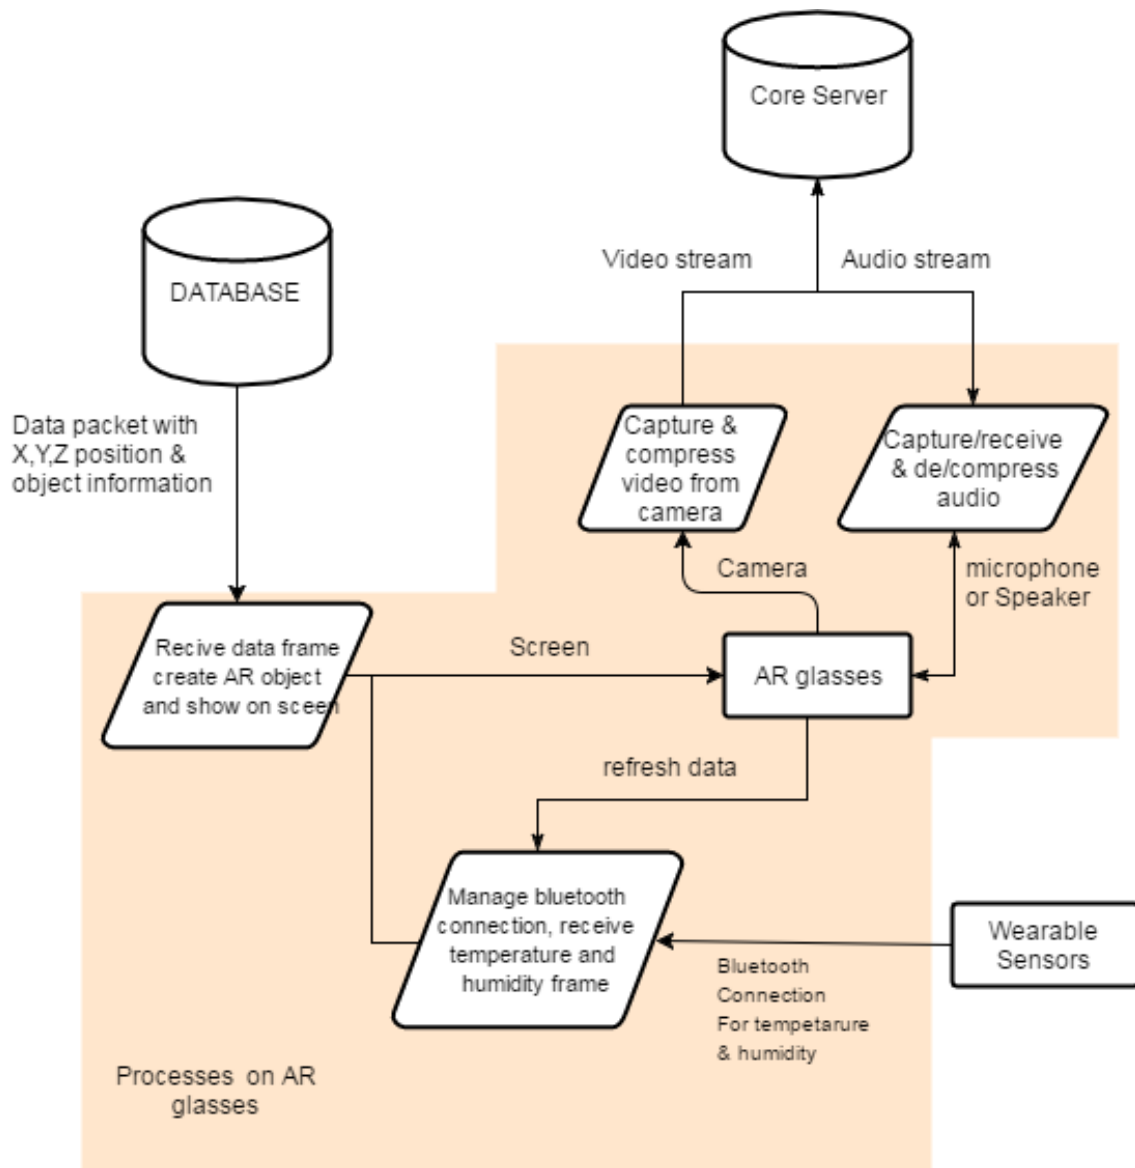 Core Server
Video stream
Audio stream
DATABASE
Data packet with
X,Y,Z position &
object information
Capture &
compress
video from
camera
Capture/receive
& de/compress
audio
Camera
microphone
or Speaker
Recive data frame
create AR object
and show on sceen
Screen
AR glasses
refresh data
Manage bluetooth
connection, receive
temperature and
humidity frame
Wearable
Sensors
Bluetooth
Connection
For tempetarure
& humidity
Processes on AR
glasses